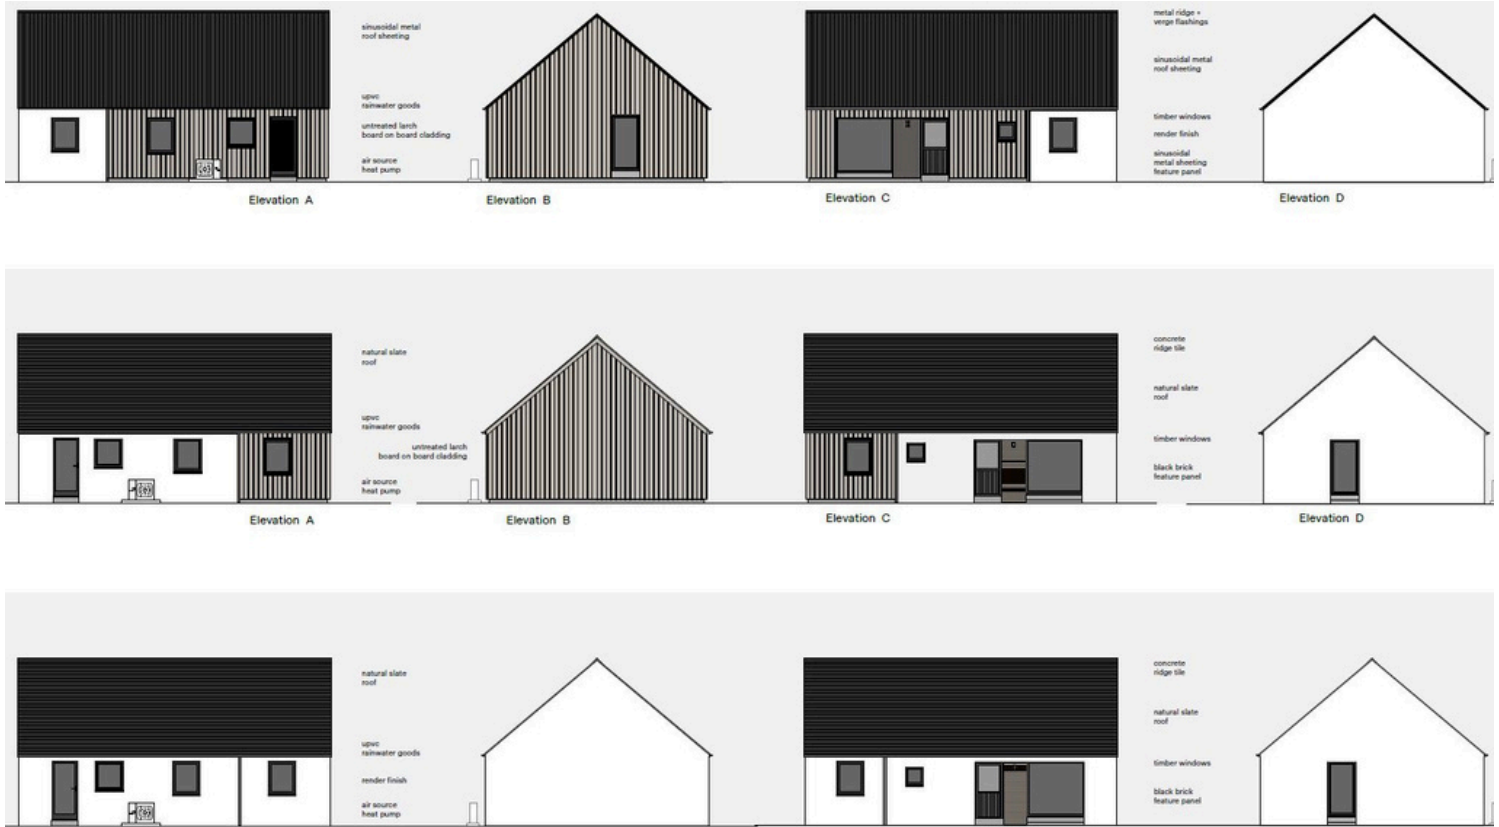 sinusoidal metal
roof sheeting
upvc
rainwater goods
untreated larch
board on board cladding
air source
heat pump
metal ridge +
verge flashings
sinusoidal metal
roof sheeting
timber windows
render finish
sinusoidal
metal sheeting
feature panel
Elevation A
Elevation B
Elevation C
Elevation D
natural slate
roof
upvc
rainwater goods
untreated larch
board on board cladding
air source
heat pump
concrete
ridge tile
natural slate
roof
timber windows
black brick
feature panel
Elevation A
Elevation B
Elevation C
Elevation D
natural slate
roof
upvc
rainwater goods
render finish
air source
heat pump
concrete
ridge tile
natural slate
roof
timber windows
black brick
feature panel